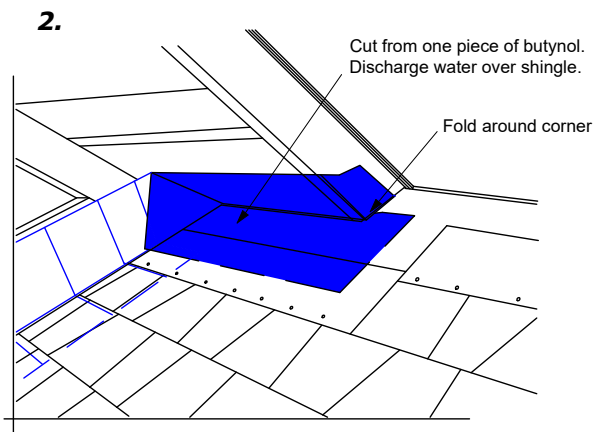 2.
Cut from one piece of butynol.
Discharge water over shingle.
Fold around corner